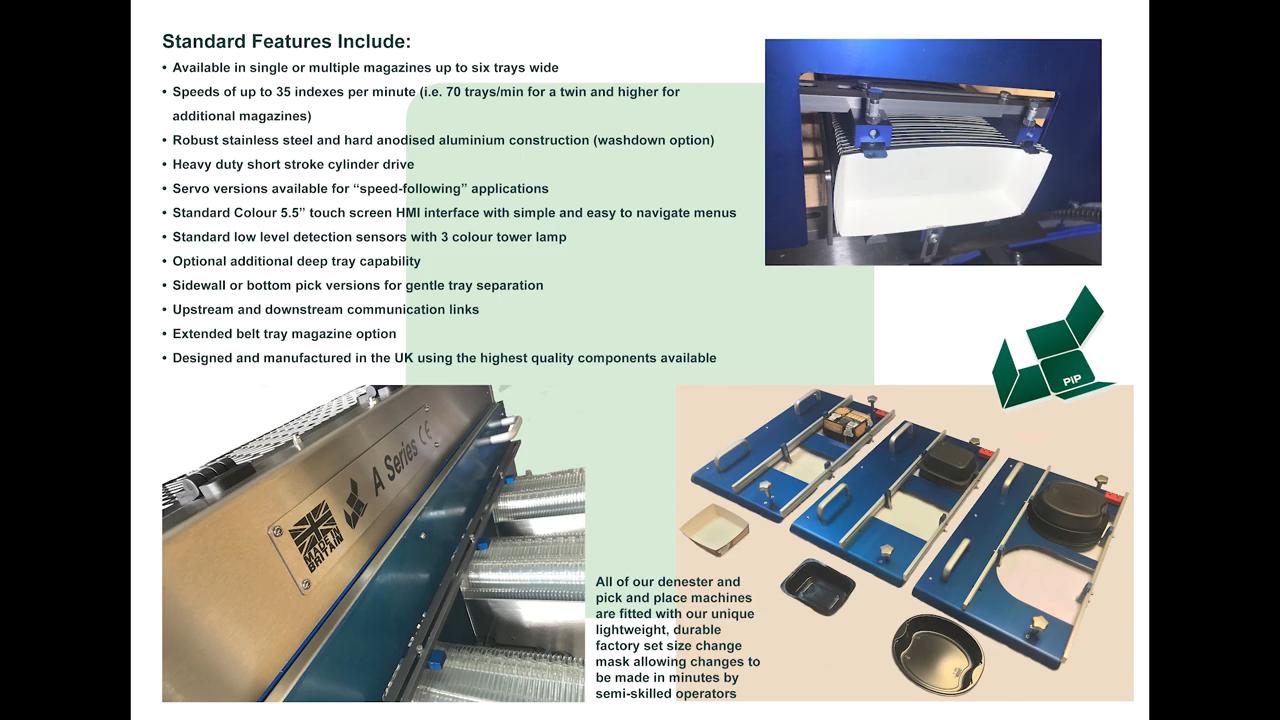 Standard Features Include:
• Available in single or multiple magazines up to six trays wide
• Speeds of up to 35 indexes per minute (i.e. 70 trays/min for a twin and higher for
additional magazines)
• Robust stainless steel and hard anodised aluminium construction (washdown option)
• Heavy duty short stroke cylinder drive
• Servo versions available for “speed-following” applications
• Standard Colour 5.5” touch screen HMI interface with simple and easy to navigate menus
• Standard low level detection sensors with 3 colour tower lamp
• Optional additional deep tray capability
• Sidewall or bottom pick versions for gentle tray separation
• Upstream and downstream communication links
• Extended belt tray magazine option
• Designed and manufactured in the UK using the highest quality components available
PIP
A Series CE
MADE IN
BRITAIN
All of our denester and
pick and place machines
are fitted with our unique
lightweight, durable
factory set size change
mask allowing changes to
be made in minutes by
semi-skilled operators